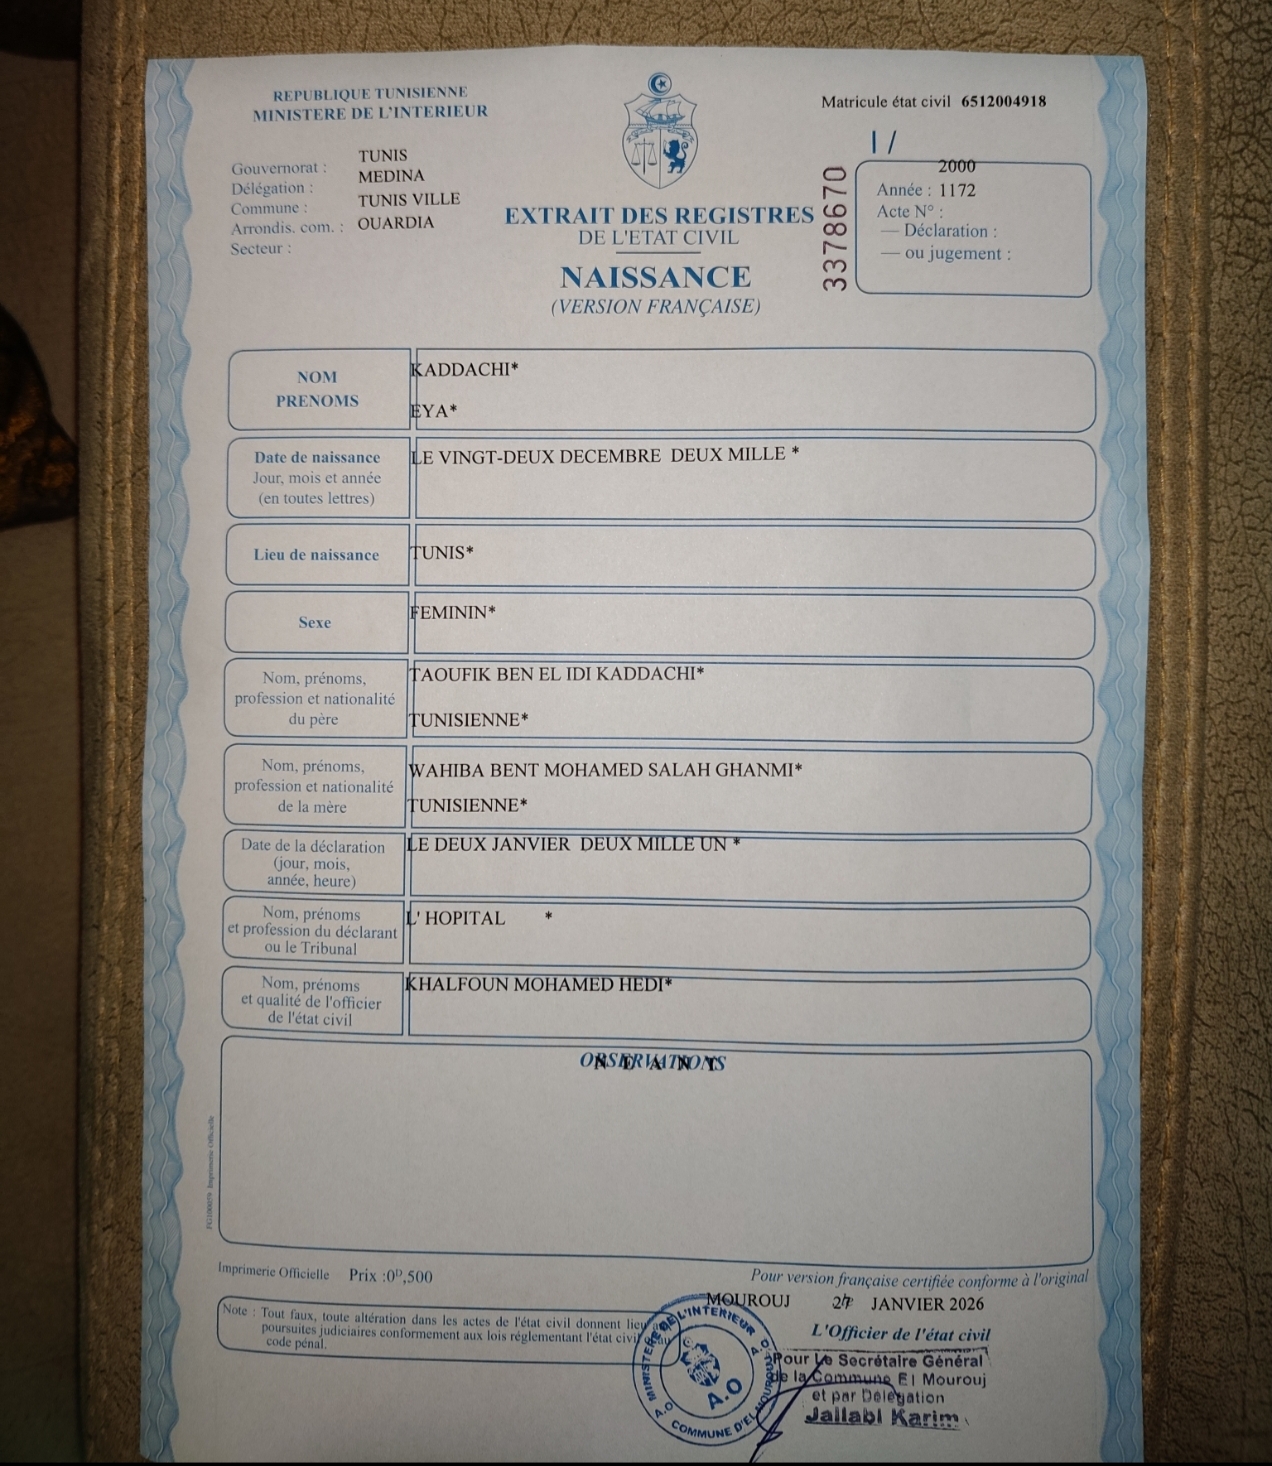 REPUBLIQUE TUNISIENNE
MINISTERE DE L'INTERIEUR
Matricule état civil 6512004918
Gouvernorat : TUNIS
Délégation : MEDINA
Commune : TUNIS VILLE
Arrondis. com. : OUARDIA
Secteur :
EXTRAIT DES REGISTRES
DE L'ETAT CIVIL
NAISSANCE
(VERSION FRANÇAISE)
3378670
1/
2000
Année : 1172
Acte N° :
— Déclaration :
— ou jugement :
NOM
PRENOMS
KADDACHI*
EYA*
Date de naissance
Jour, mois et année
(en toutes lettres)
LE VINGT-DEUX DECEMBRE DEUX MILLE *
Lieu de naissance
TUNIS*
Sexe
FEMININ*
Nom, prénoms,
profession et nationalité
du père
TAOUFIK BEN EL IDI KADDACHI*
TUNISIENNE*
Nom, prénoms,
profession et nationalité
de la mère
WAHIBA BENT MOHAMED SALAH GHANMI*
TUNISIENNE*
Date de la déclaration
(jour, mois,
année, heure)
LE DEUX JANVIER DEUX MILLE UN *
Nom, prénoms
et profession du déclarant
ou le Tribunal
L' HOPITAL *
Nom, prénoms
et qualité de l'officier
de l'état civil
KHALFOUN MOHAMED HEDI*
OBSERVATIONS
N E A N T
Imprimerie Officielle
Prix :0ᴰ,500
Pour version française certifiée conforme à l'original
MOUROUJ JANVIER 2026
L'Officier de l'état civil
Note : Tout faux, toute altération dans les actes de l'état civil donnent lieu
poursuites judiciaires conformement aux lois réglementant l'état civil
code pénal.
MINISTERE DE L'INTERIEUR
COMMUNE D'EL MOUROUJ
A.O
Pour Le Secrétaire Général
de la Commune El Mourouj
et par Délégation
Jallabi Karim